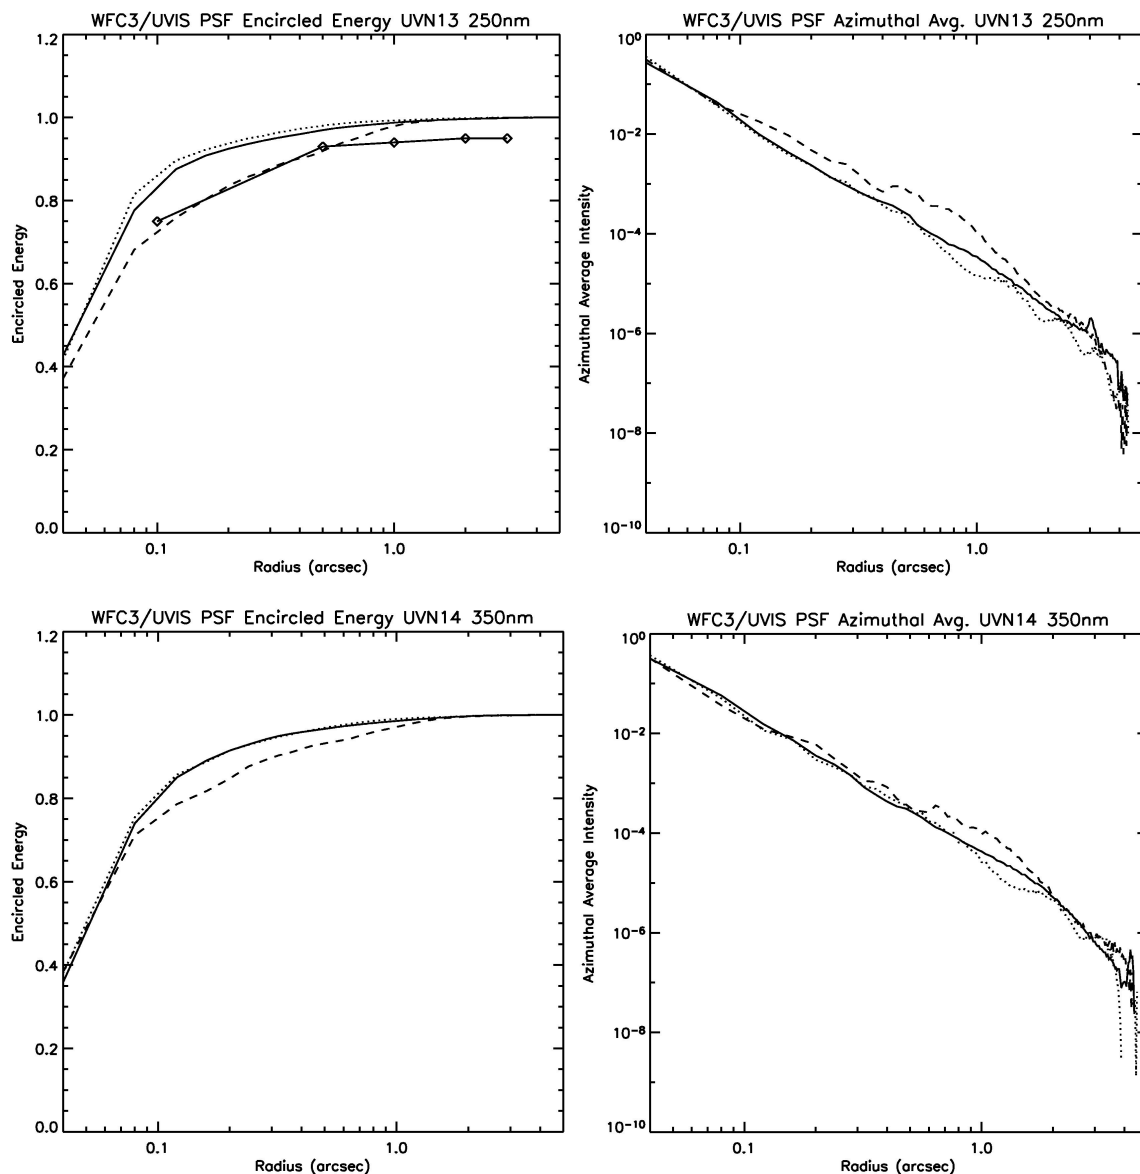 WFC3/UVIS PSF Encircled Energy UVN13 250nm
1.2
1.0
0.8
0.6
0.4
0.2
0.0
Encircled Energy
0.1
1.0
Radius (arcsec)
WFC3/UVIS PSF Azimuthal Avg. UVN13 250nm
10^0
10^-2
10^-4
10^-6
10^-8
10^-10
Azimuthal Average Intensity
0.1
1.0
Radius (arcsec)
WFC3/UVIS PSF Encircled Energy UVN14 350nm
1.2
1.0
0.8
0.6
0.4
0.2
0.0
Encircled Energy
0.1
1.0
Radius (arcsec)
WFC3/UVIS PSF Azimuthal Avg. UVN14 350nm
10^0
10^-2
10^-4
10^-6
10^-8
10^-10
Azimuthal Average Intensity
0.1
1.0
Radius (arcsec)